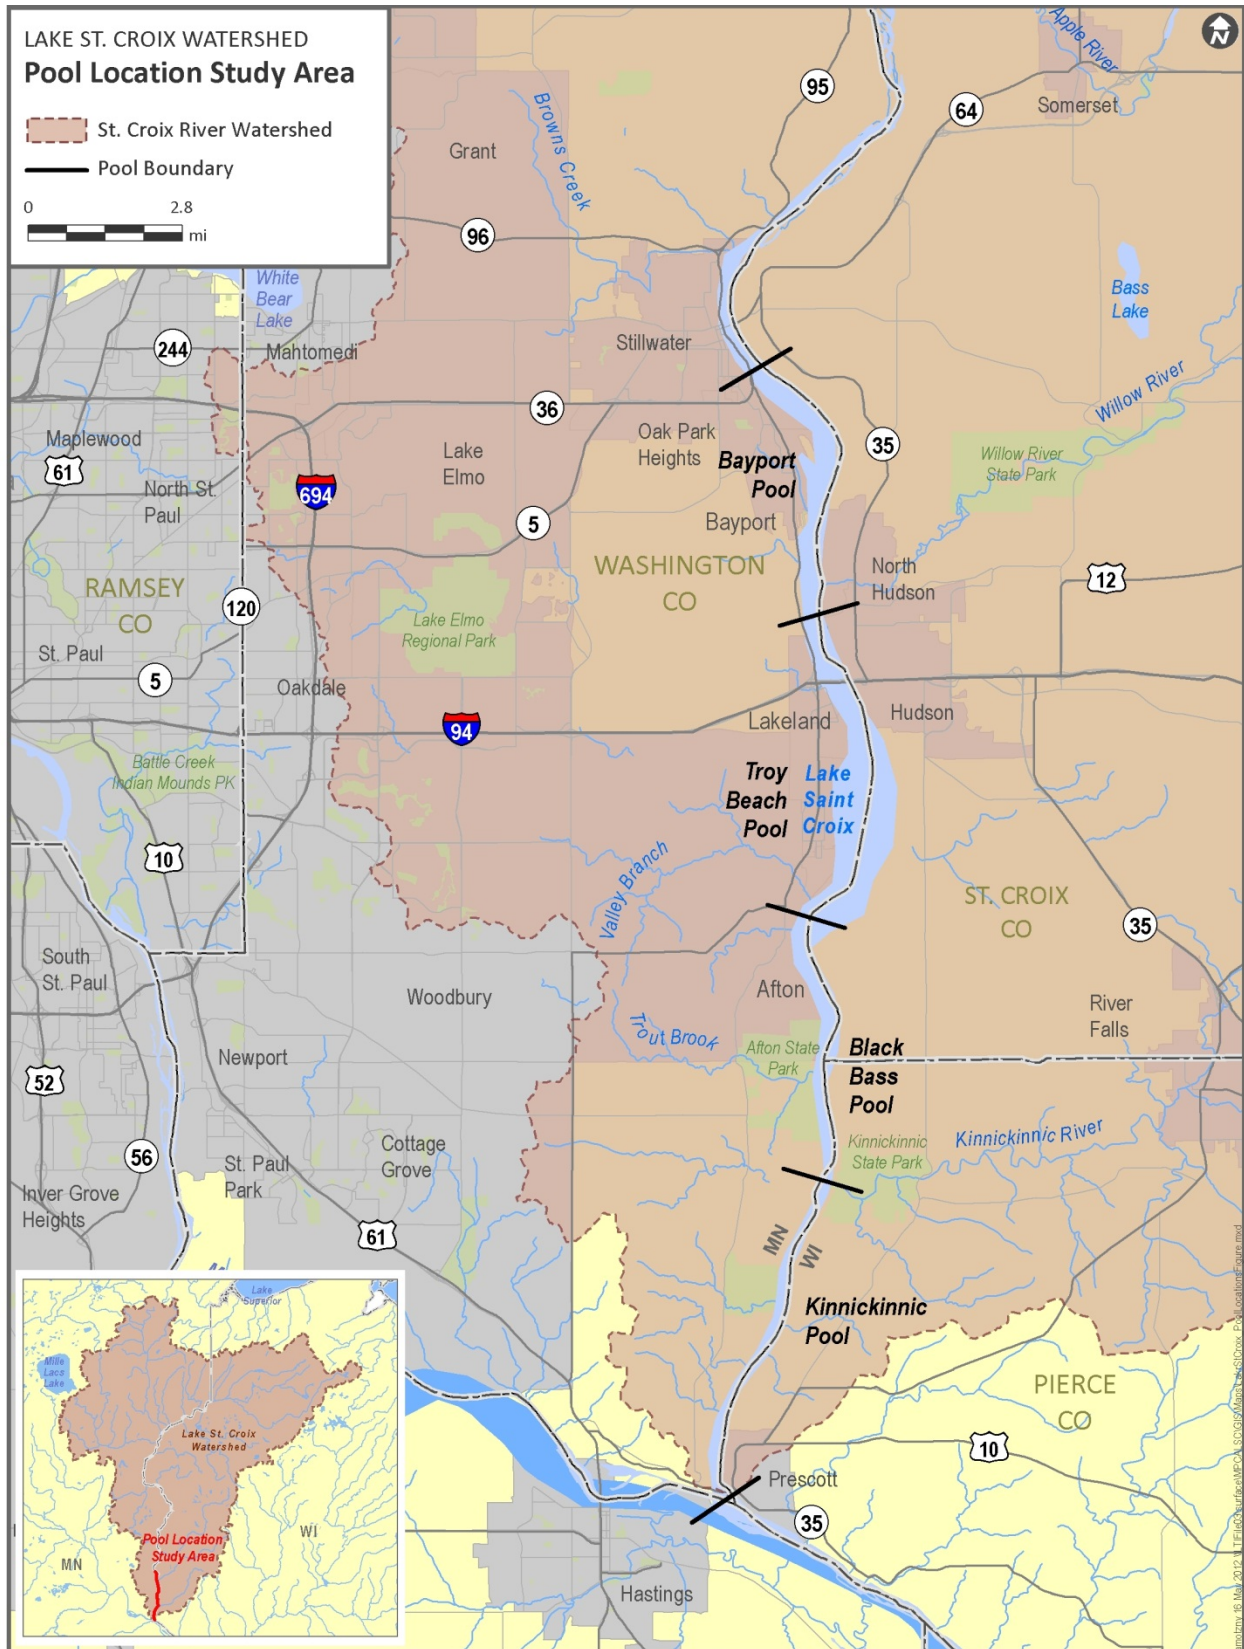 LAKE ST. CROIX WATERSHED
Pool Location Study Area
St. Croix River Watershed
Pool Boundary
0 2.8
mi
N
95
64
Apple River
Somerset
Browns Creek
Grant
96
White
Bear
Lake
Bass
Lake
244
Mahtomedi
Stillwater
Willow River
36
35
Maplewood
61
Lake
Elmo
Oak Park
Heights
Bayport
Pool
Willow River
State Park
694
North St.
Paul
5
Bayport
WASHINGTON
CO
North
Hudson
12
RAMSEY
CO
120
Lake Elmo
Regional Park
St. Paul
5
Oakdale
94
Lakeland
Hudson
Battle Creek
Indian Mounds PK
Troy
Beach
Pool
Lake
Saint
Croix
10
Valley Branch
ST. CROIX
CO
35
South
St. Paul
Woodbury
Afton
River
Falls
Trout Brook
Newport
Afton State
Park
Black
Bass
Pool
52
Kinnickinnic River
56
Cottage
Grove
Kinnickinnic
State Park
St. Paul
Park
Inver Grove
Heights
61
MN
WI
Kinnickinnic
Pool
PIERCE
CO
10
Prescott
35
Hastings
Lake
Superior
Mille
Lacs
Lake
Lake St. Croix
Watershed
Pool Location
Study Area
MN
WI